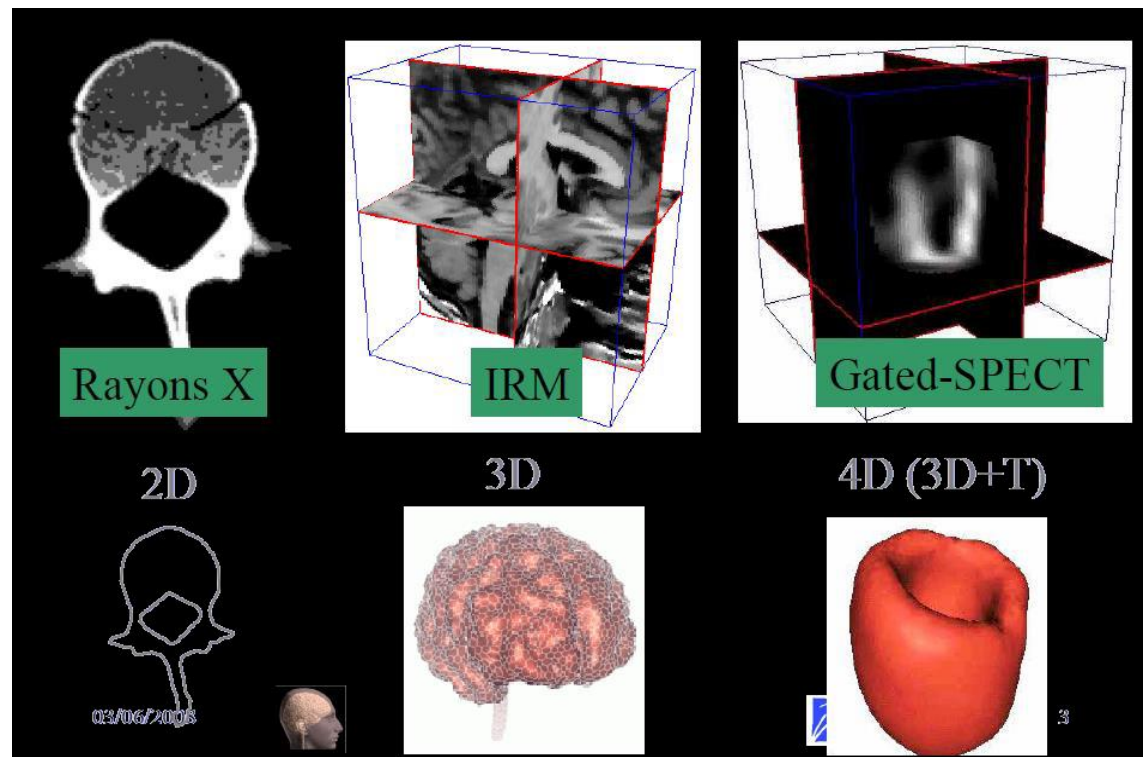 Rayons X
IRM
Gated-SPECT
2D
3D
4D (3D+T)
03/06/2008
3